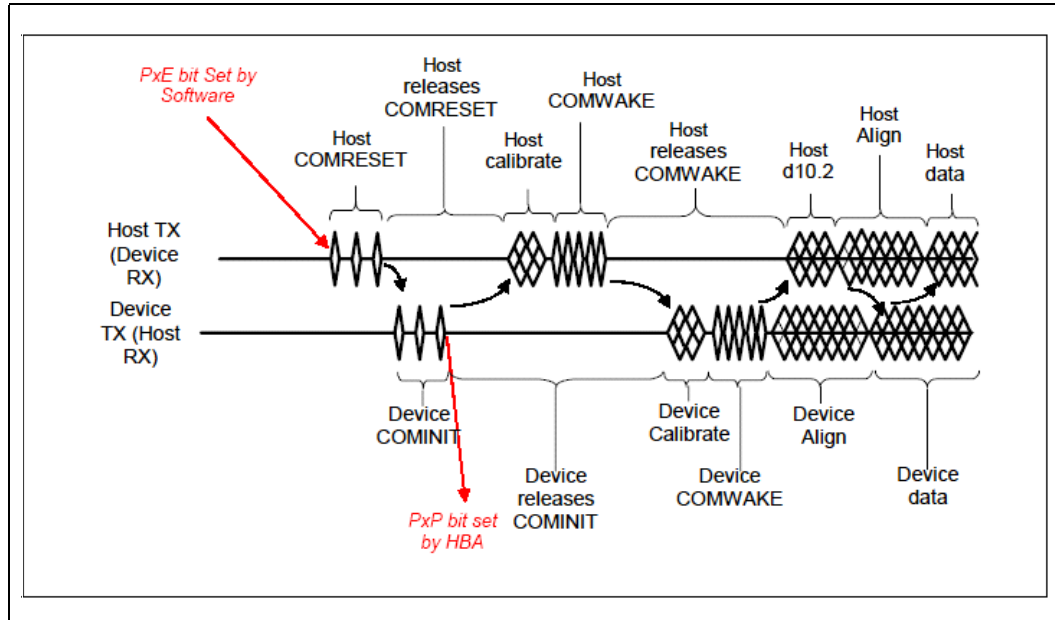 PxE bit Set by
Software
Host
releases
COMRESET
Host
COMWAKE
Host
COMRESET
Host
calibrate
Host
releases
COMWAKE
Host
d10.2
Host
Align
Host
data
Host TX
(Device
RX)
Device
TX (Host
RX)
Device
COMINIT
Device
releases
COMINIT
Device
Calibrate
Device
COMWAKE
Device
Align
Device
data
PxP bit set
by HBA